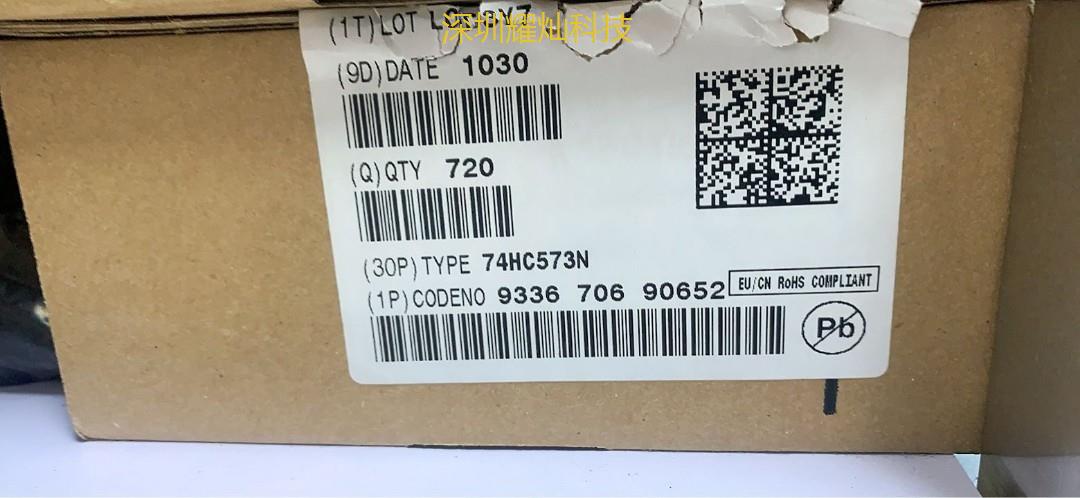 (1T)LOT
深圳耀灿科技
(9D)DATE 1030
(Q)QTY 720
(30P)TYPE 74HC573N
(1P)CODENO 9336 706 90652
EU/CN RoHS COMPLIANT
Pb